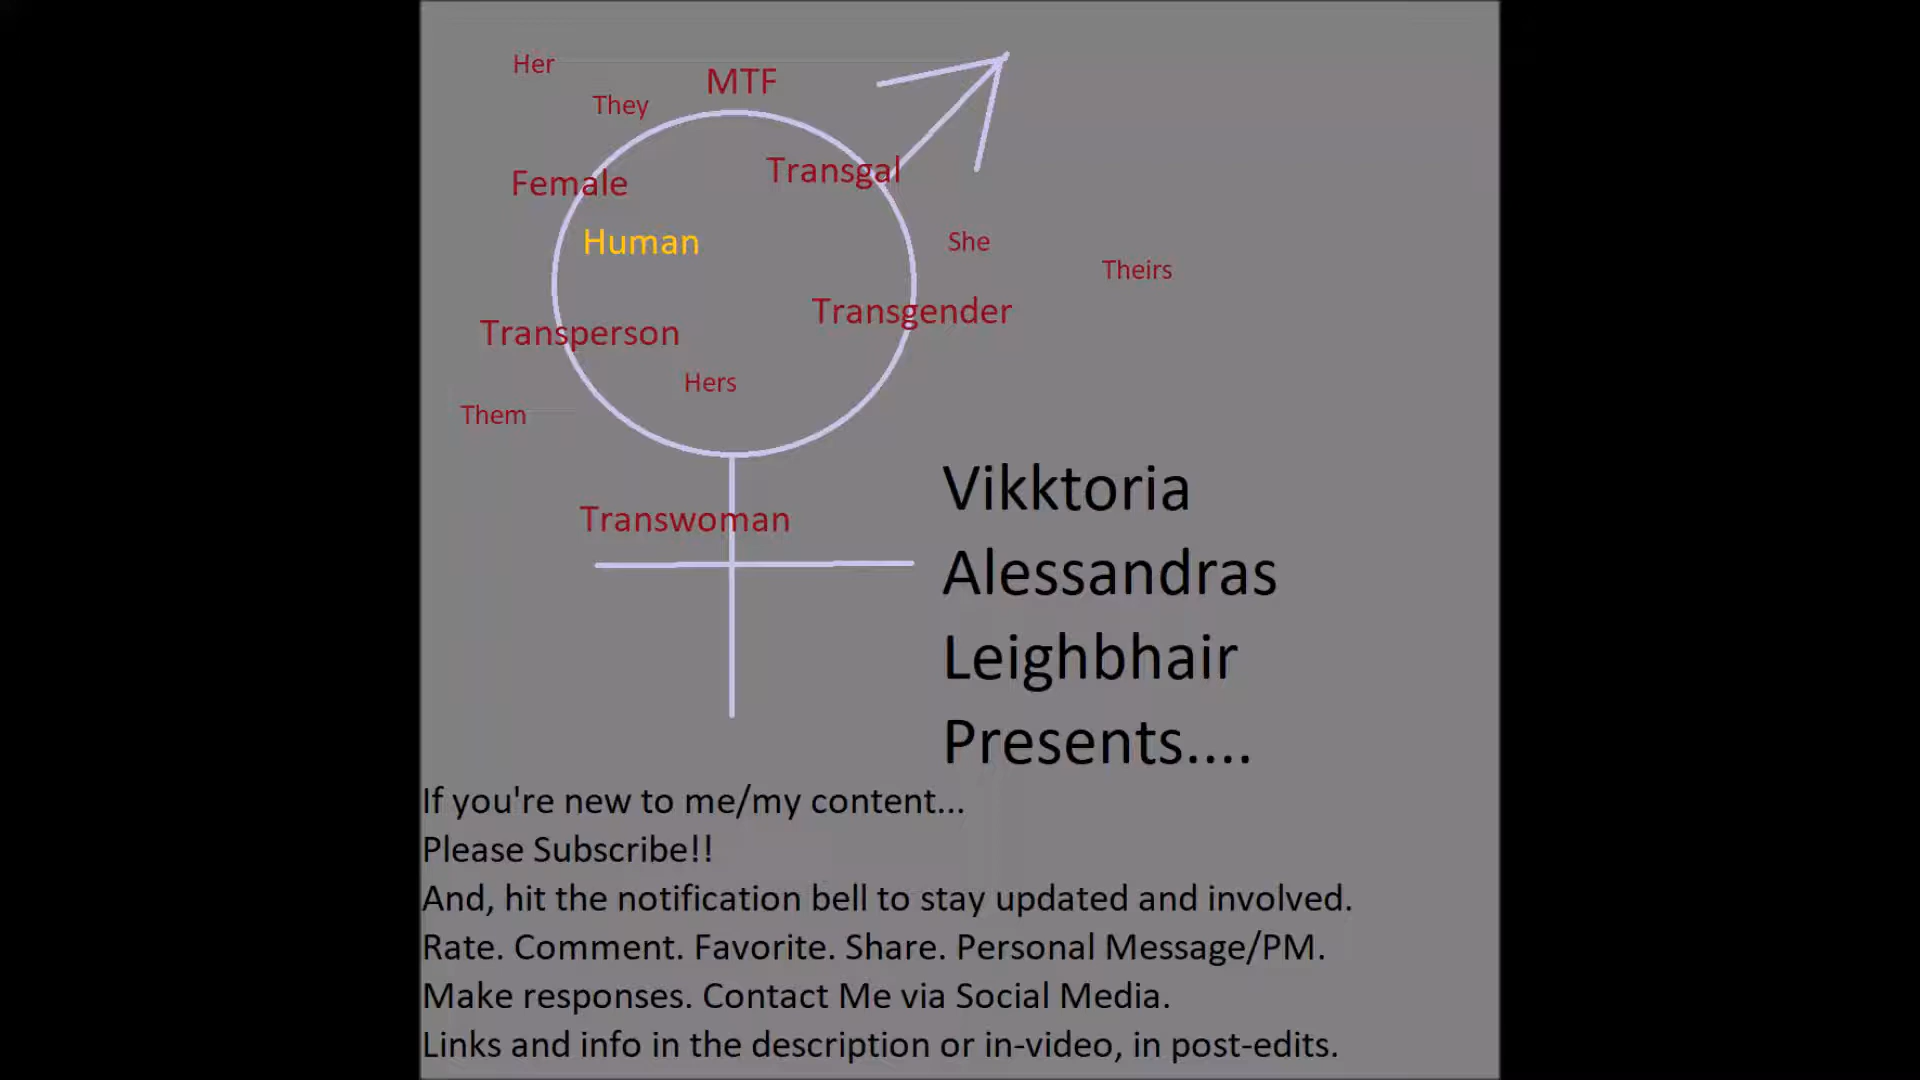 Her
MTF
They
Transgal
Female
Human
She
Theirs
Transgender
Transperson
Hers
Them
Vikktoria
Alessandras
Leighbhair
Presents....
Transwoman
If you're new to me/my content...
Please Subscribe!!
And, hit the notification bell to stay updated and involved.
Rate. Comment. Favorite. Share. Personal Message/PM.
Make responses. Contact Me via Social Media.
Links and info in the description or in-video, in post-edits.